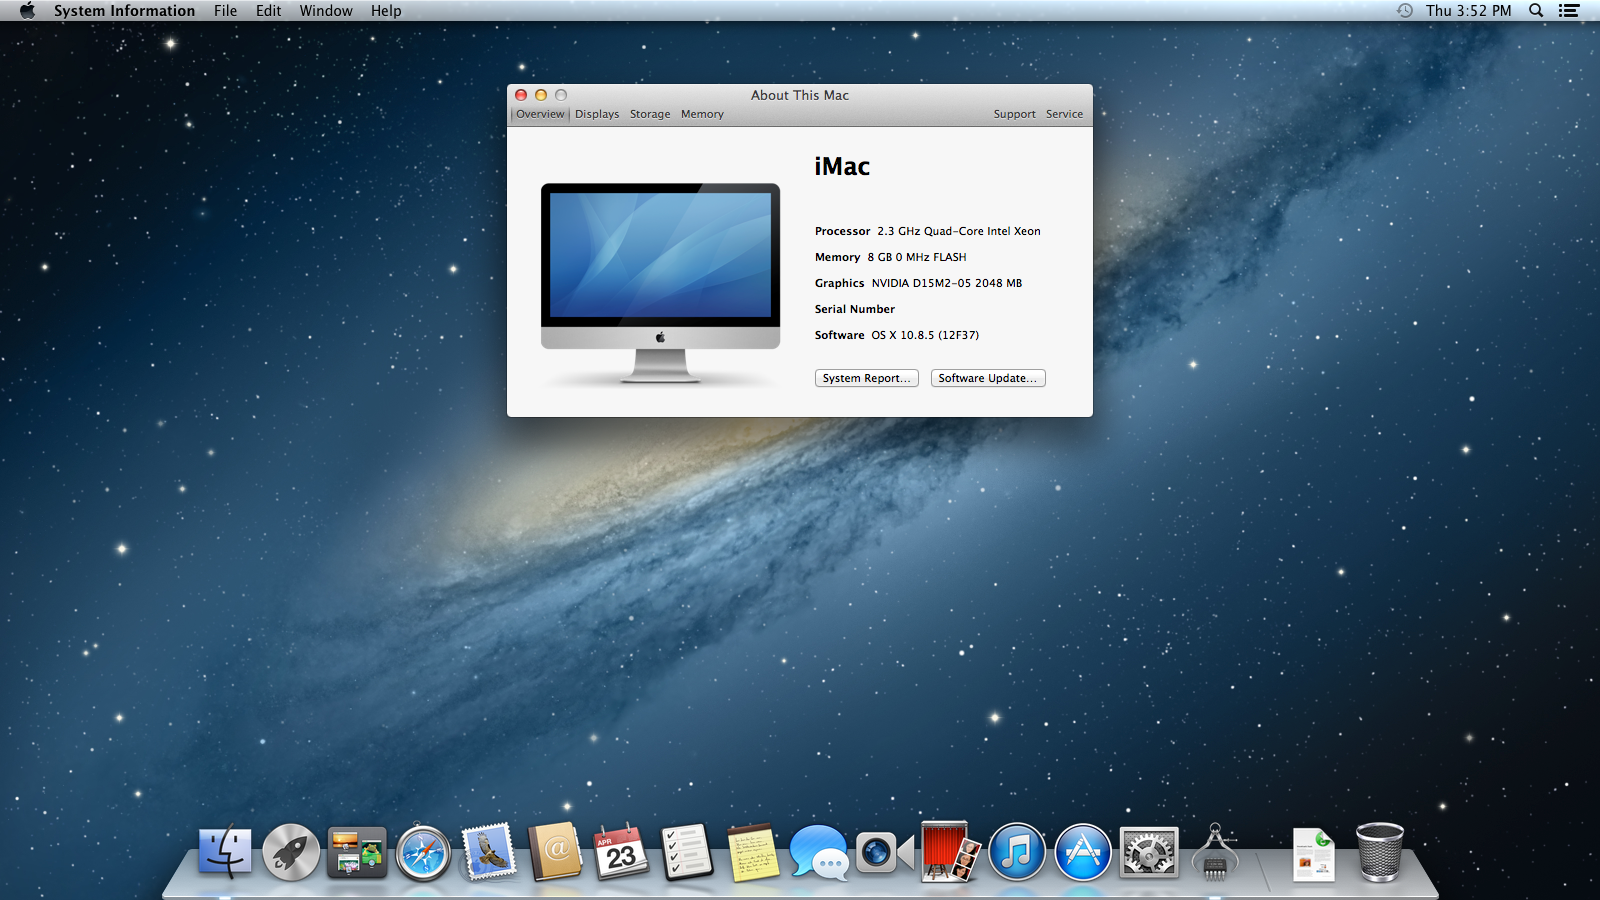 System Information File Edit Window Help Thu 3:52 PM
About This Mac
Overview Displays Storage Memory Support Service
iMac
Processor 2.3 GHz Quad-Core Intel Xeon
Memory 8 GB 0 MHz FLASH
Graphics NVIDIA D15M2-05 2048 MB
Serial Number
Software OS X 10.8.5 (12F37)
System Report... Software Update...
APR
23
@